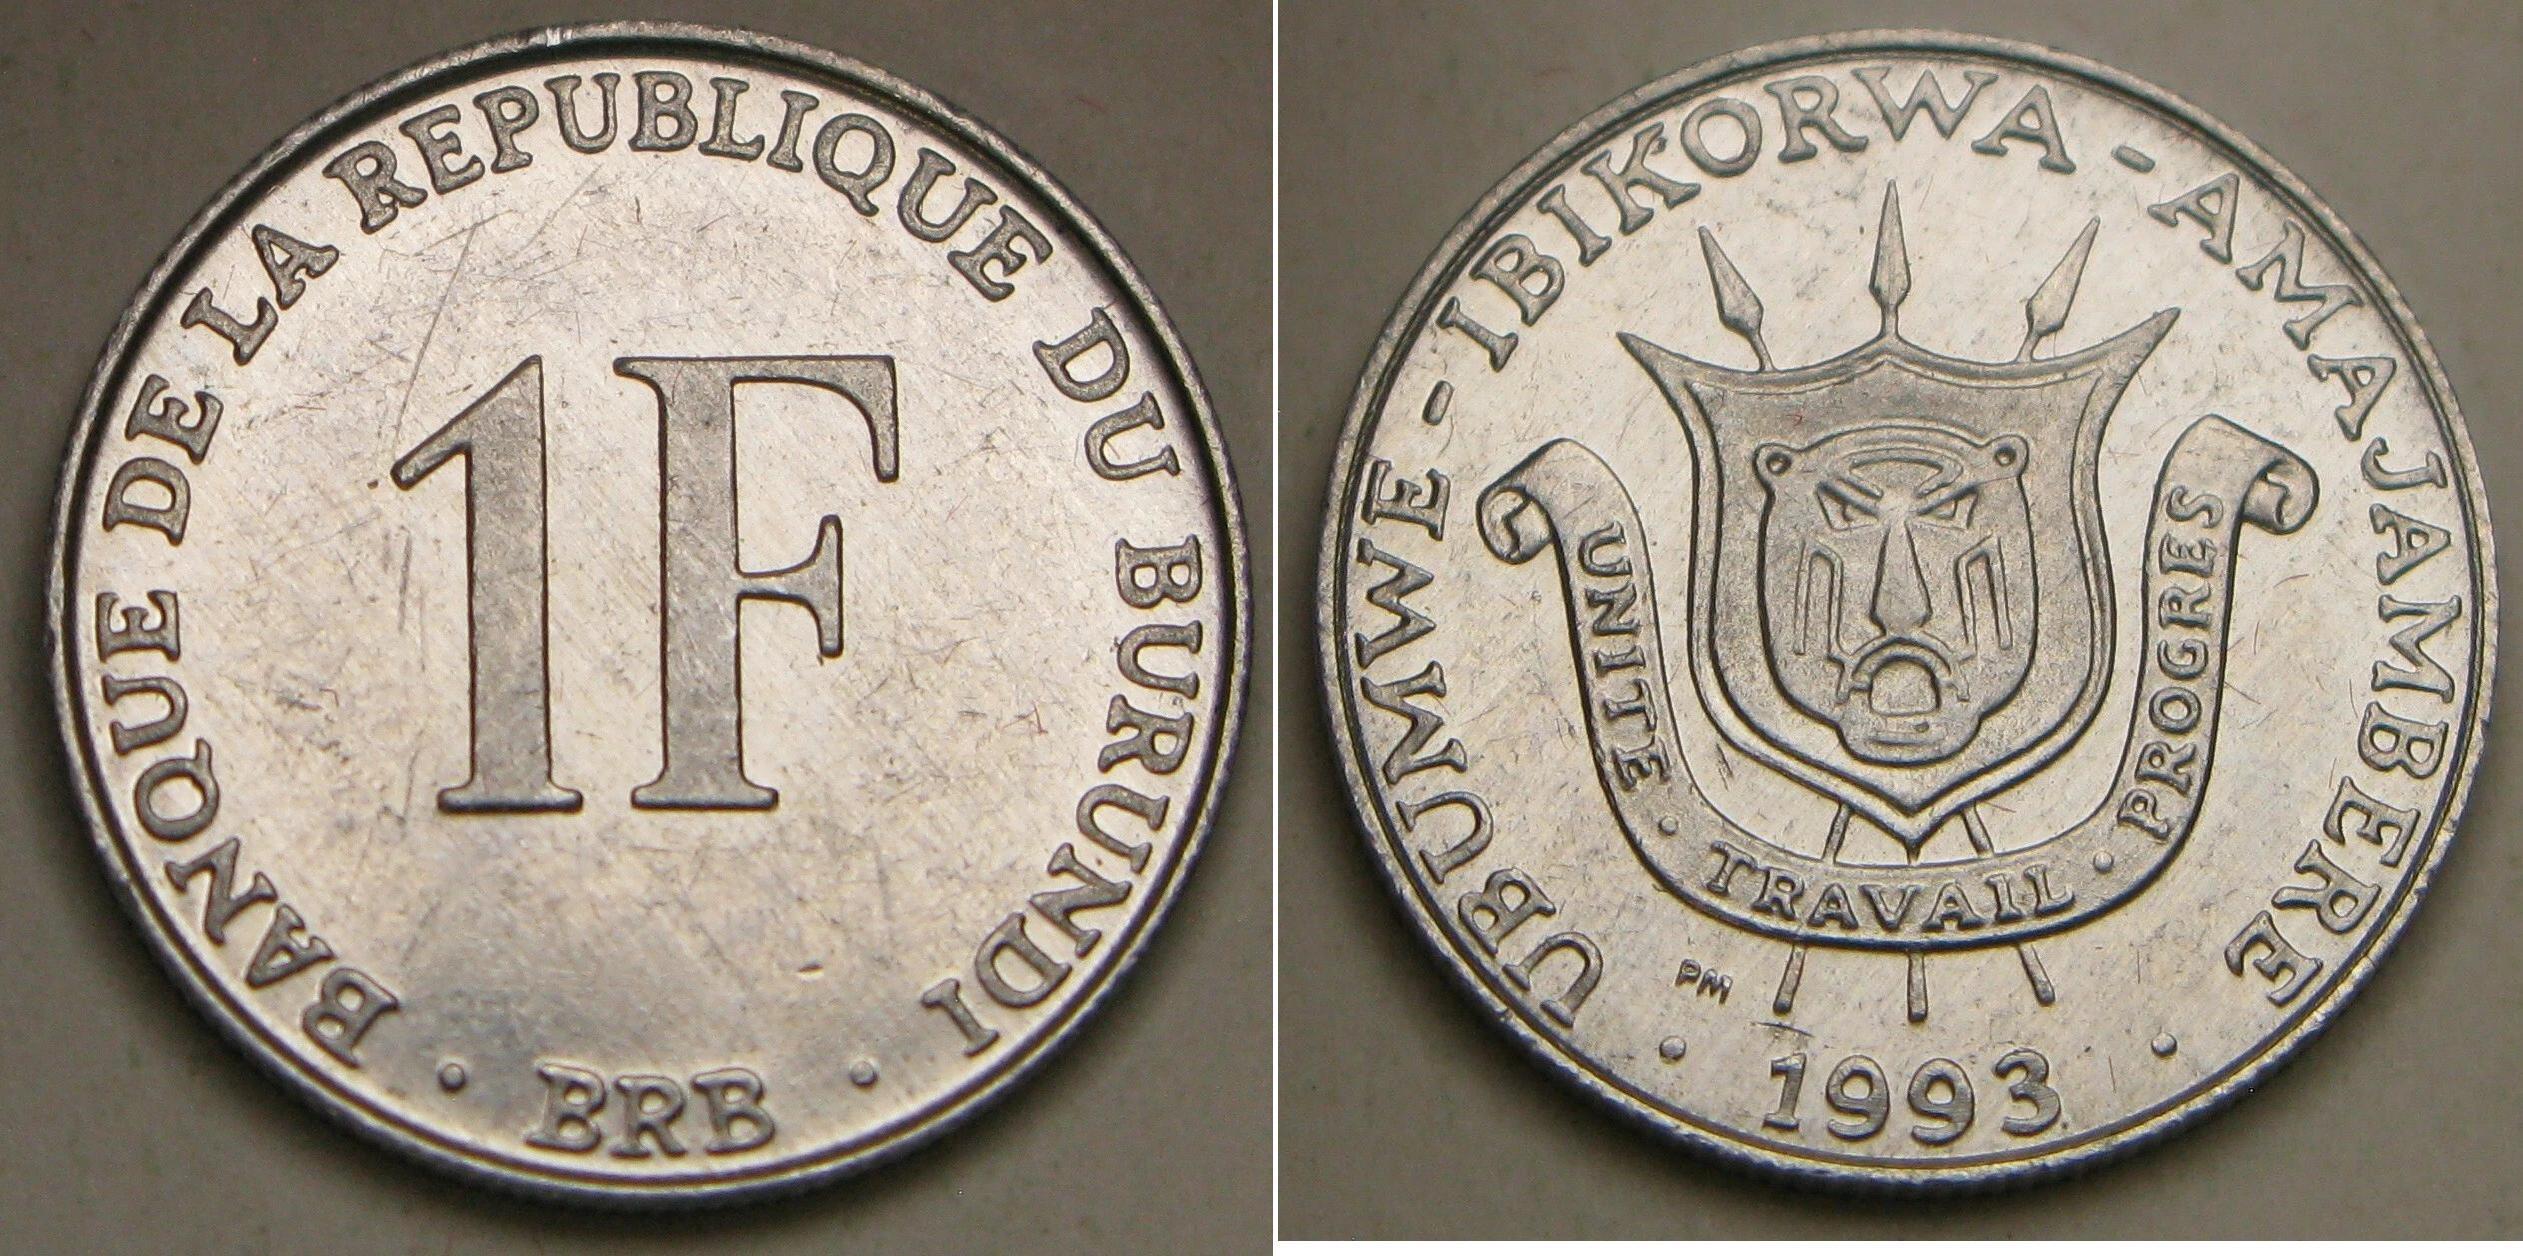 BANQUE DE LA REPUBLIQUE DU BURUNDI
1F
· BRB ·
UBUMWE - IBIKORWA - AMAJAMBERE
UNITE · TRAVAIL · PROGRES
PM
· 1993 ·